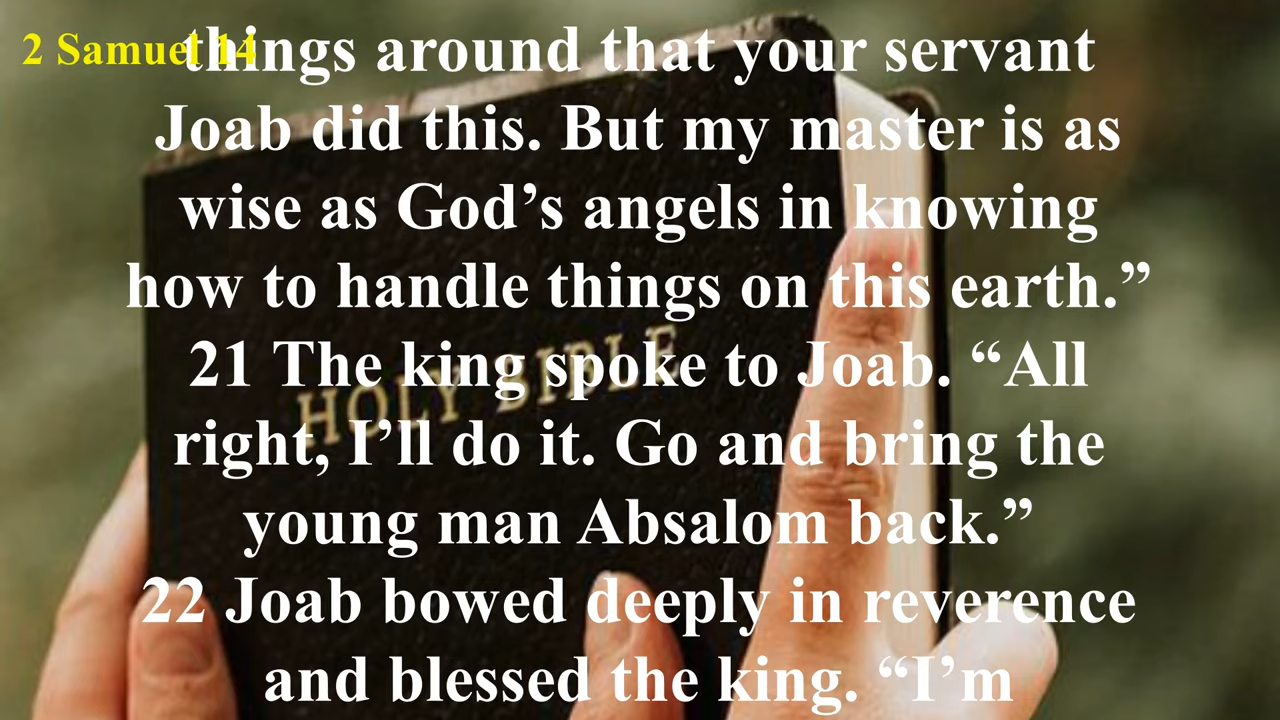 2 Samuel 14
things around that your servant
Joab did this. But my master is as
wise as God’s angels in knowing
how to handle things on this earth.”
21 The king spoke to Joab. “All
right, I’ll do it. Go and bring the
young man Absalom back.”
22 Joab bowed deeply in reverence
and blessed the king. “I’m
HOLY BIBLE